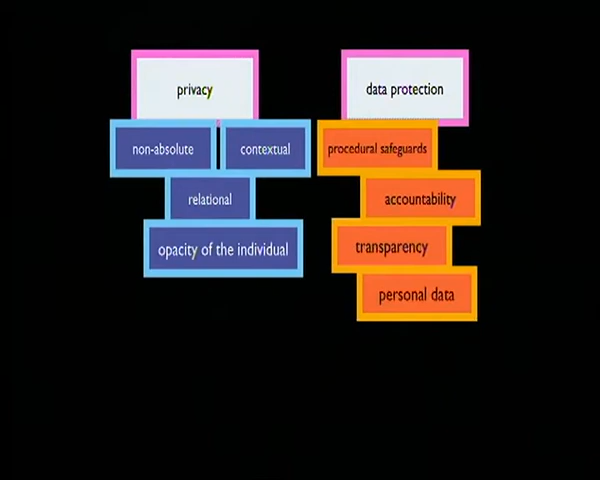 privacy
data protection
non-absolute
contextual
procedural safeguards
relational
accountability
opacity of the individual
transparency
personal data